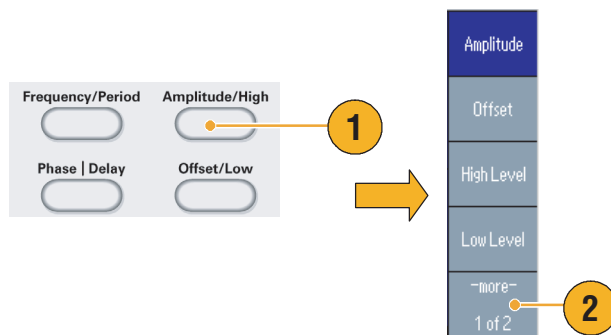 Frequency/Period
Amplitude/High
1
Phase | Delay
Offset/Low
Amplitude
Offset
High Level
Low Level
-more-
1 of 2
2